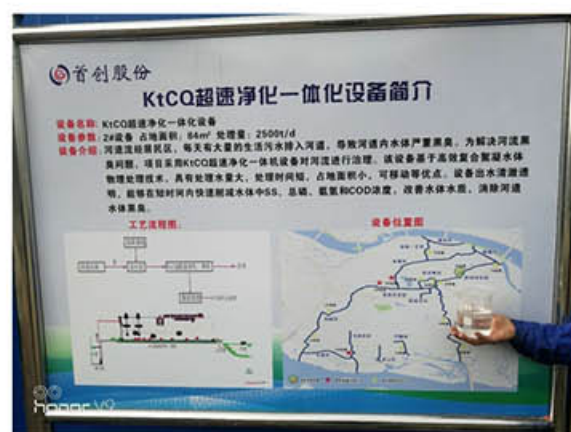 首创股份
KtCQ超速净化一体化设备简介
设备名称: KtCQ超速净化一体化设备
设备参数: 2#设备 占地面积: 84m² 处理量: 2500t/d
设备介绍: 河道流经居民区,每天有大量的生活污水排入河道,导致河道内水体严重黑臭,为解决河流黑
臭问题,项目采用KtCQ超速净化一体机设备对河流进行治理。该设备基于高效复合絮凝水体
物理处理技术,具有处理水量大,处理时间短,占地面积小,可移动等优点。设备出水清澈透
明,能够在短时间内快速削减水体中SS、总磷、氨氮和COD浓度,改善水体水质,消除河道
水体黑臭。
工艺流程图:
设备位置图
honor V9